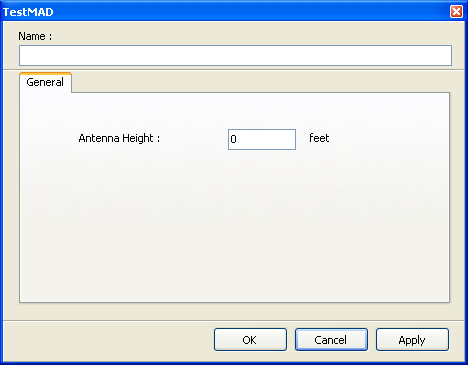 TestMAD
Name :
General
Antenna Height : 0 feet
OK Cancel Apply